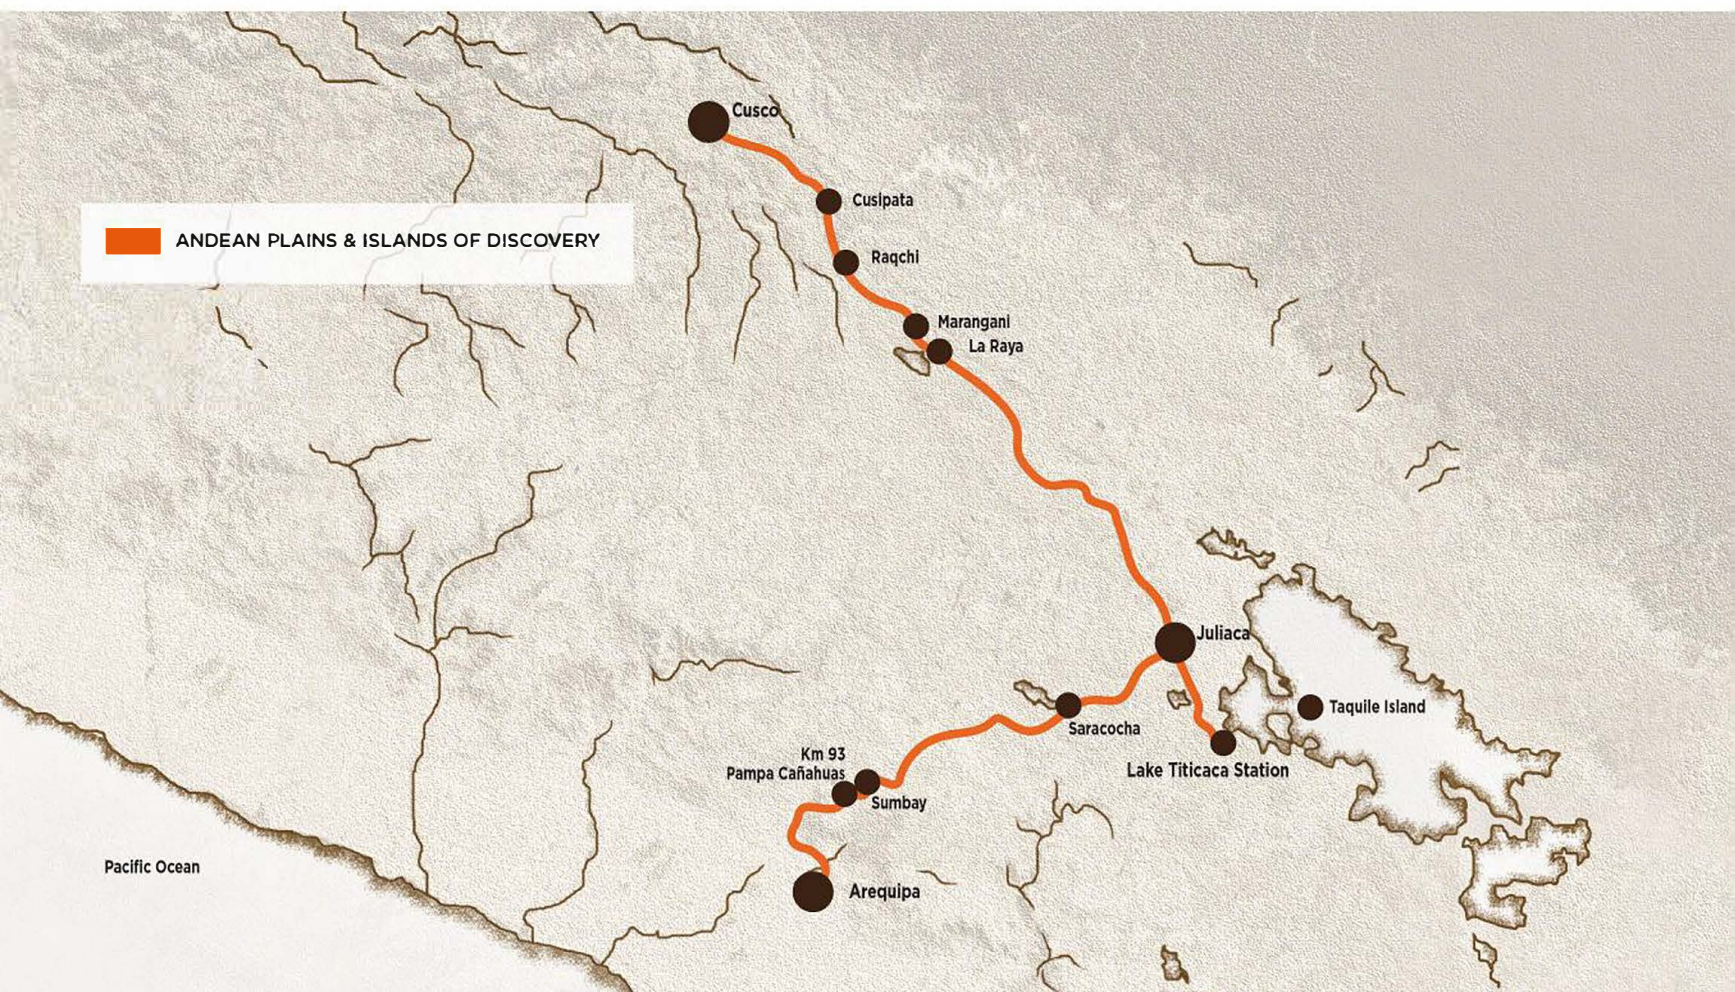 Cusco
Cusipata
ANDEAN PLAINS & ISLANDS OF DISCOVERY
Raqchi
Marangani
La Raya
Juliaca
Taquile Island
Saracocha
Km 93
Pampa Cañahuas
Lake Titicaca Station
Sumbay
Pacific Ocean
Arequipa